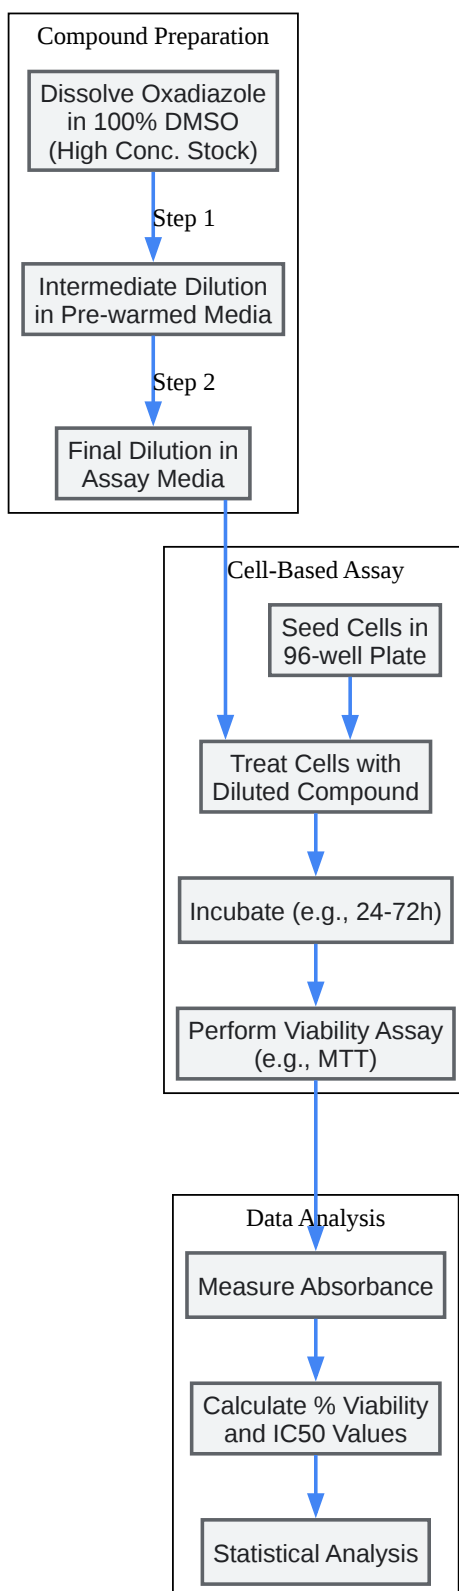 Compound Preparation
Dissolve Oxadiazole
in 100% DMSO
(High Conc. Stock)
Step 1
Intermediate Dilution
in Pre-warmed Media
Step 2
Final Dilution in
Assay Media
Cell-Based Assay
Seed Cells in
96-well Plate
Treat Cells with
Diluted Compound
Incubate (e.g., 24-72h)
Perform Viability Assay
(e.g., MTT)
Data Analysis
Measure Absorbance
Calculate % Viability
and IC50 Values
Statistical Analysis